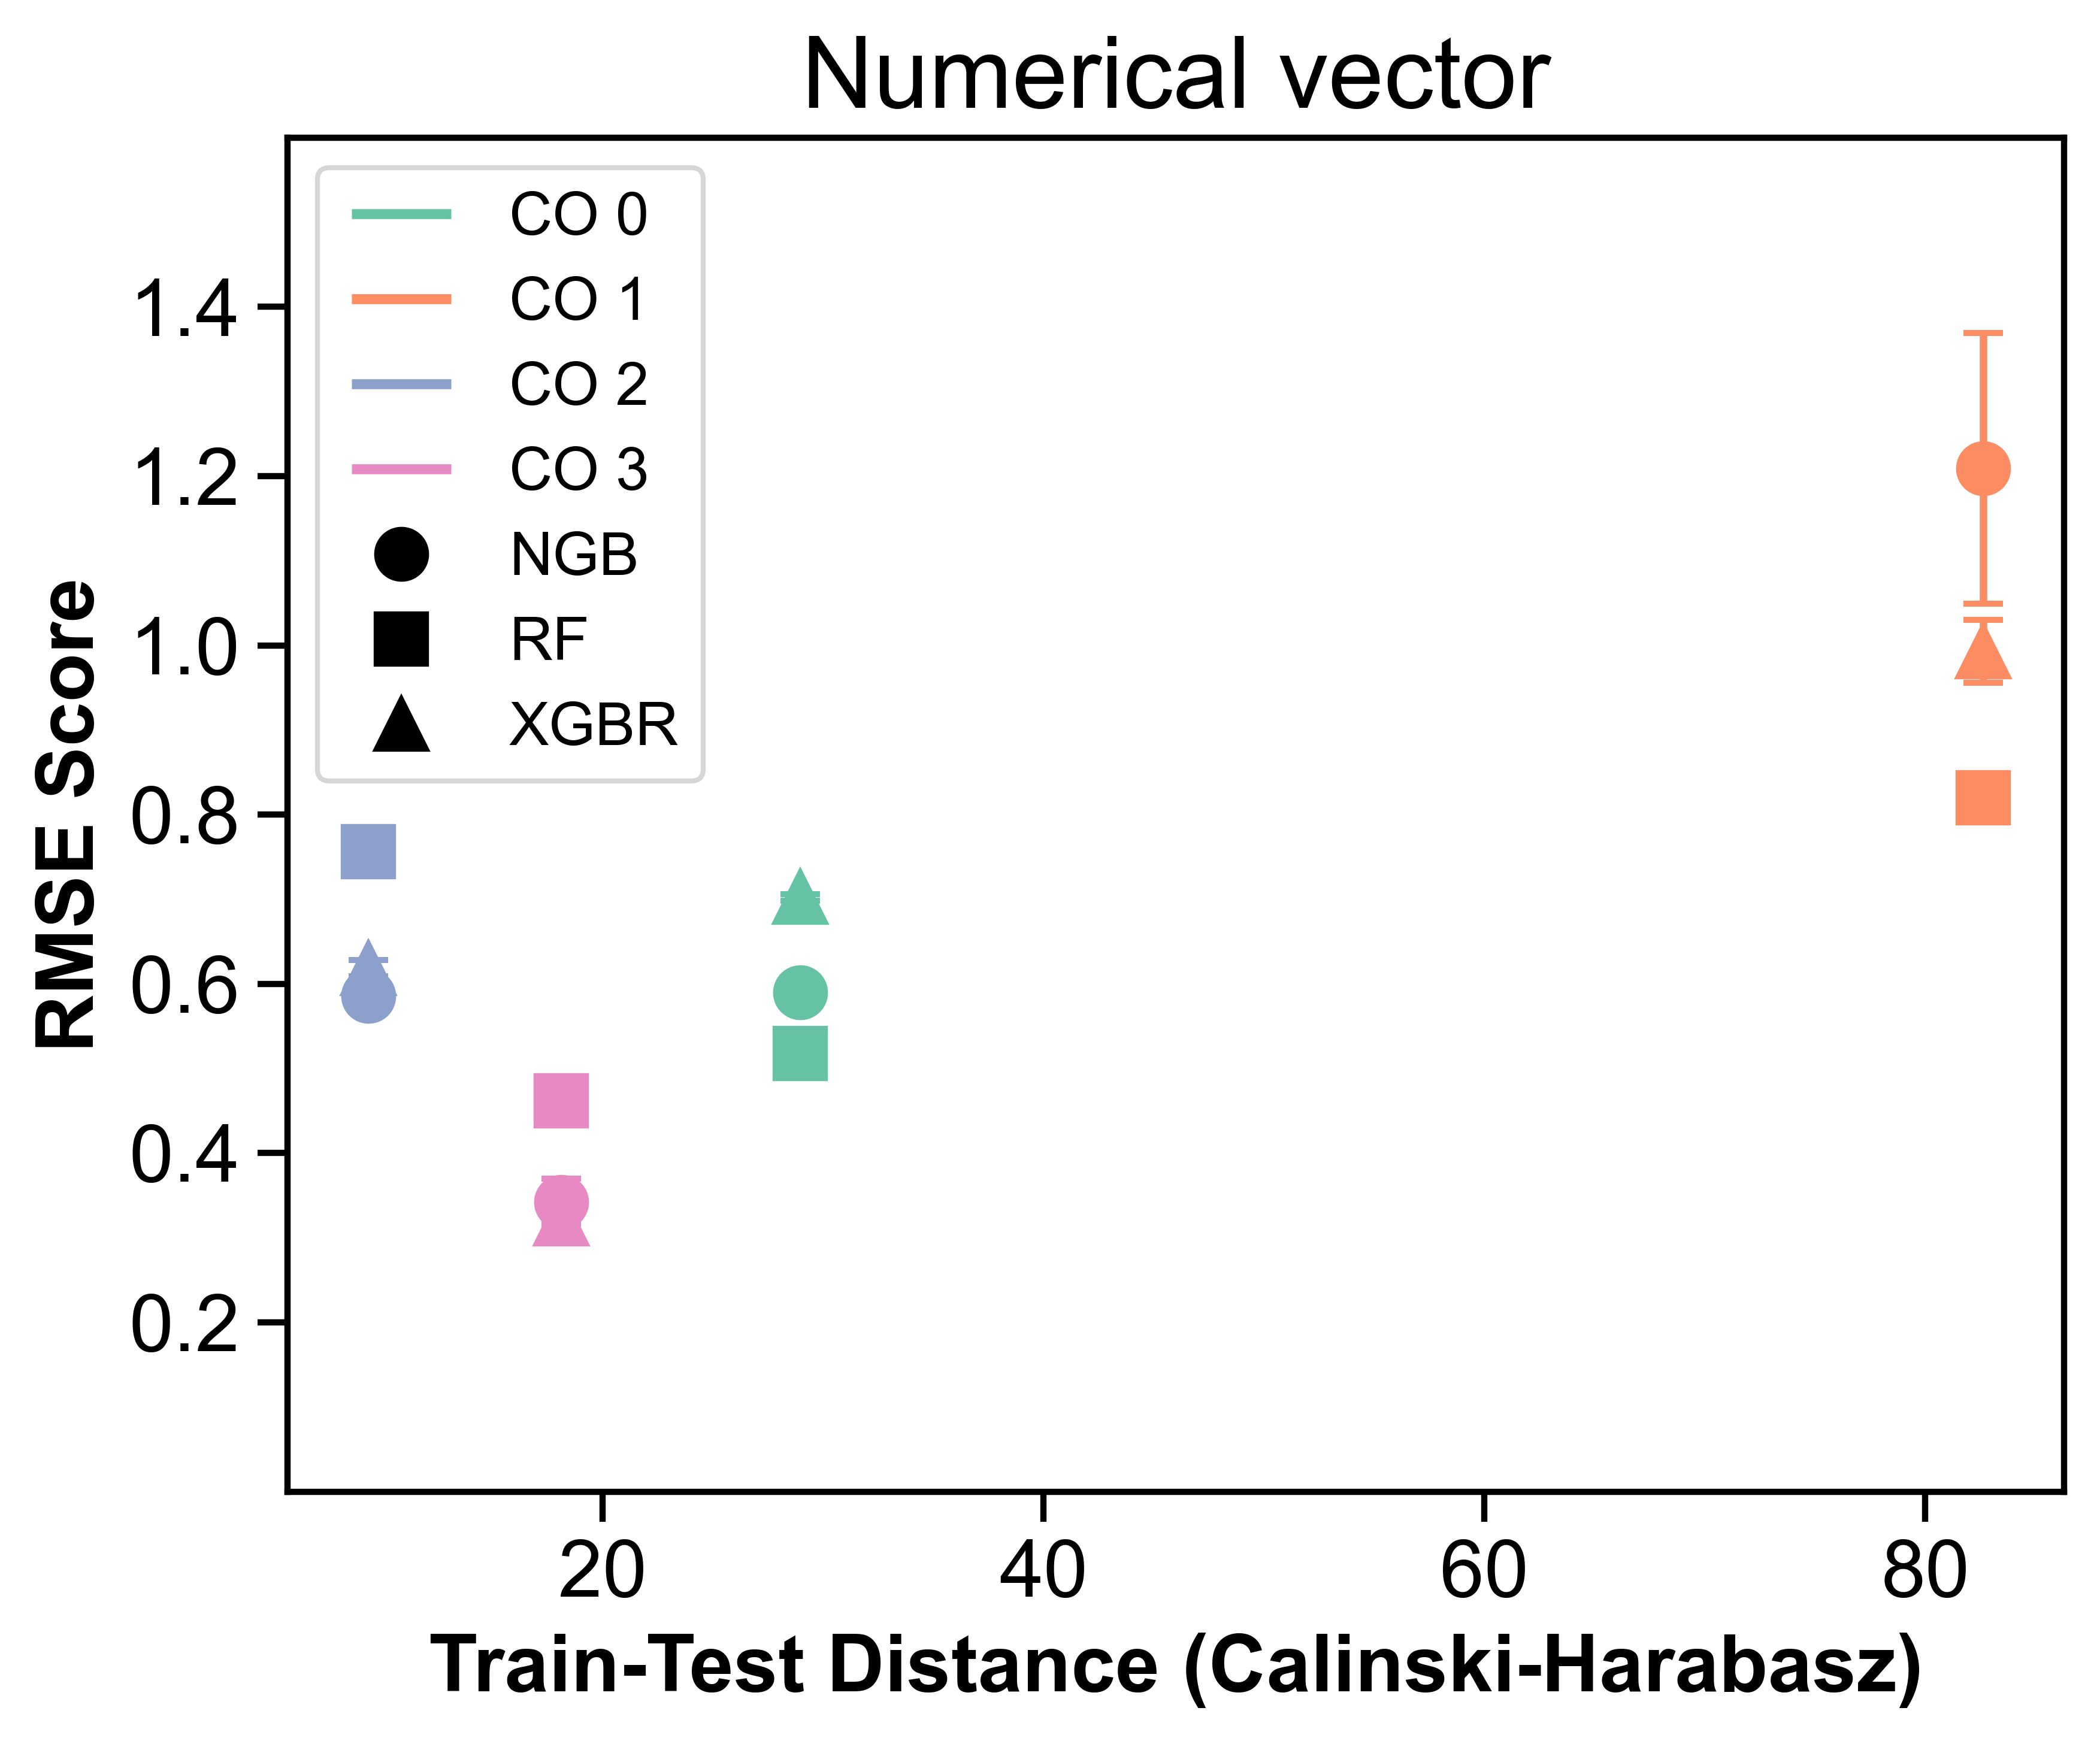 Numerical vector
CO 0
CO 1
CO 2
CO 3
NGB
RF
XGBR
1.4
1.2
1.0
0.8
0.6
0.4
0.2
RMSE Score
20 40 60 80
Train-Test Distance (Calinski-Harabasz)